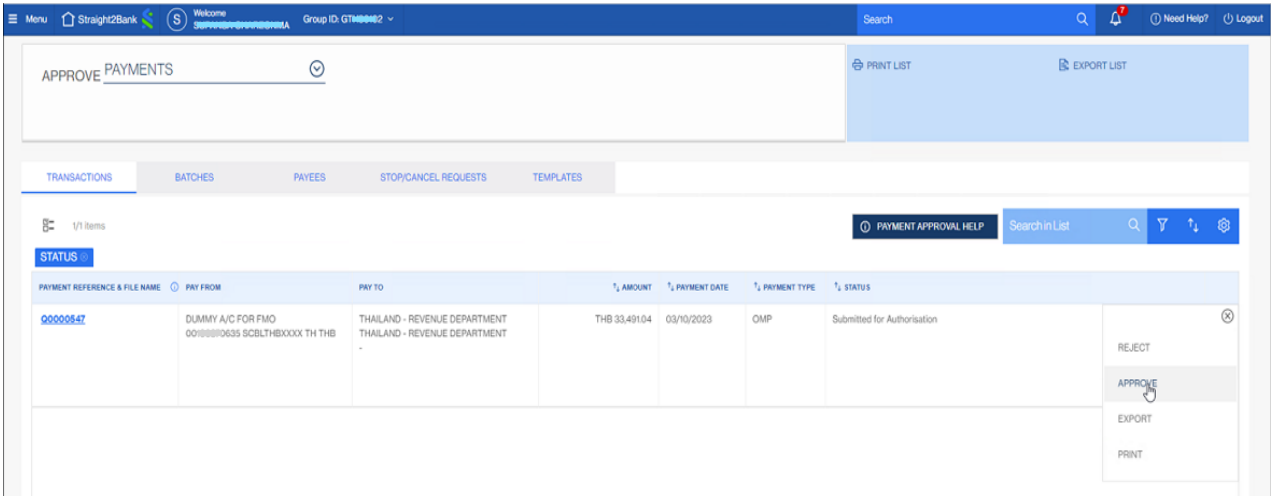 Menu
Straight2Bank
S
Welcome
Group ID:
Search
7
Need Help?
Logout
APPROVE PAYMENTS
PRINT LIST
EXPORT LIST
TRANSACTIONS
BATCHES
PAYEES
STOP/CANCEL REQUESTS
TEMPLATES
1/1 items
PAYMENT APPROVAL HELP
Search in List
STATUS
PAYMENT REFERENCE & FILE NAME
PAY FROM
PAY TO
AMOUNT
PAYMENT DATE
PAYMENT TYPE
STATUS
Q0000547
DUMMY A/C FOR FMO
SCBLTHBXXXX TH THB
THAILAND - REVENUE DEPARTMENT
THAILAND - REVENUE DEPARTMENT
-
THB 33,491.04
03/10/2023
OMP
Submitted for Authorisation
REJECT
APPROVE
EXPORT
PRINT